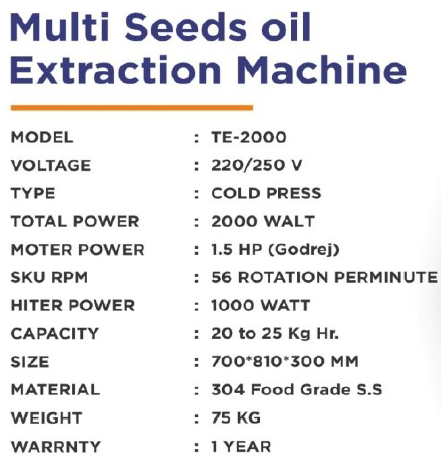 Multi Seeds oil
Extraction Machine
MODEL : TE-2000
VOLTAGE : 220/250 V
TYPE : COLD PRESS
TOTAL POWER : 2000 WALT
MOTER POWER : 1.5 HP (Godrej)
SKU RPM : 56 ROTATION PERMINUTE
HITER POWER : 1000 WATT
CAPACITY : 20 to 25 Kg Hr.
SIZE : 700*810*300 MM
MATERIAL : 304 Food Grade S.S
WEIGHT : 75 KG
WARRNTY : 1 YEAR